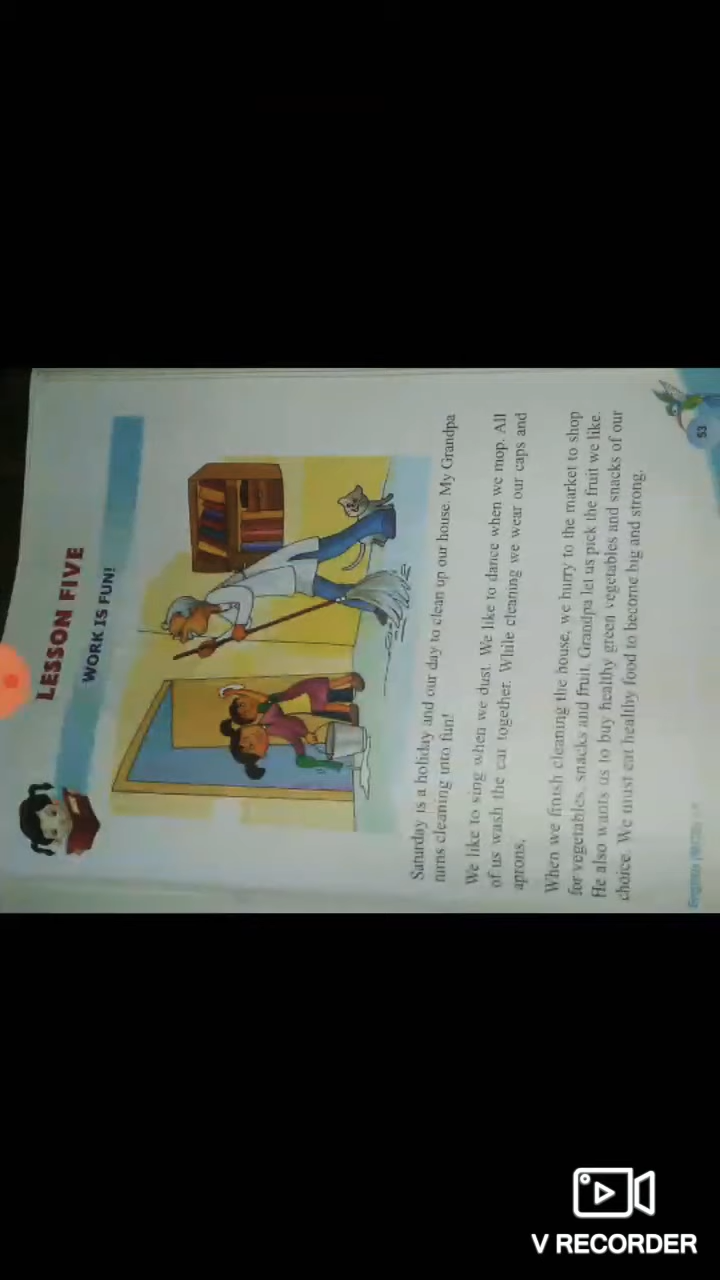 LESSON FIVE
WORK IS FUN!
Saturday is a holiday and our day to clean up our house. My Grandpa
turns cleaning into fun!
We like to sing when we dust. We like to dance when we mop. All
of us wash the car together. While cleaning we wear our caps and
aprons.
When we finish cleaning the house, we hurry to the market to shop
for vegetables, snacks and fruit. Grandpa let us pick the fruit we like.
He also wants us to buy healthy green vegetables and snacks of our
choice. We must eat healthy food to become big and strong.
English
53
V RECORDER